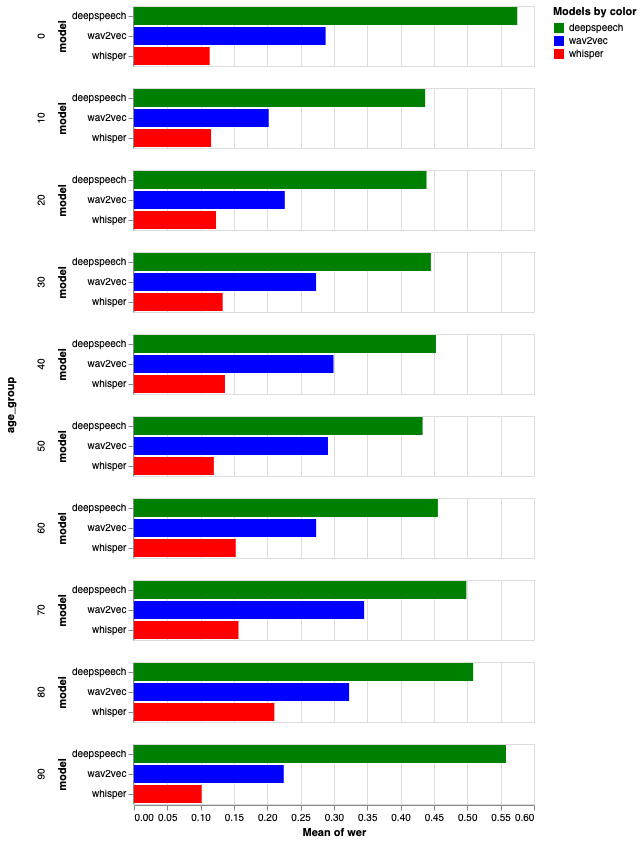 Models by color
deepspeech
wav2vec
whisper
age_group
0
model
deepspeech
wav2vec
whisper
10
model
deepspeech
wav2vec
whisper
20
model
deepspeech
wav2vec
whisper
30
model
deepspeech
wav2vec
whisper
40
model
deepspeech
wav2vec
whisper
50
model
deepspeech
wav2vec
whisper
60
model
deepspeech
wav2vec
whisper
70
model
deepspeech
wav2vec
whisper
80
model
deepspeech
wav2vec
whisper
90
model
deepspeech
wav2vec
whisper
0.00 0.05 0.10 0.15 0.20 0.25 0.30 0.35 0.40 0.45 0.50 0.55 0.60
Mean of wer